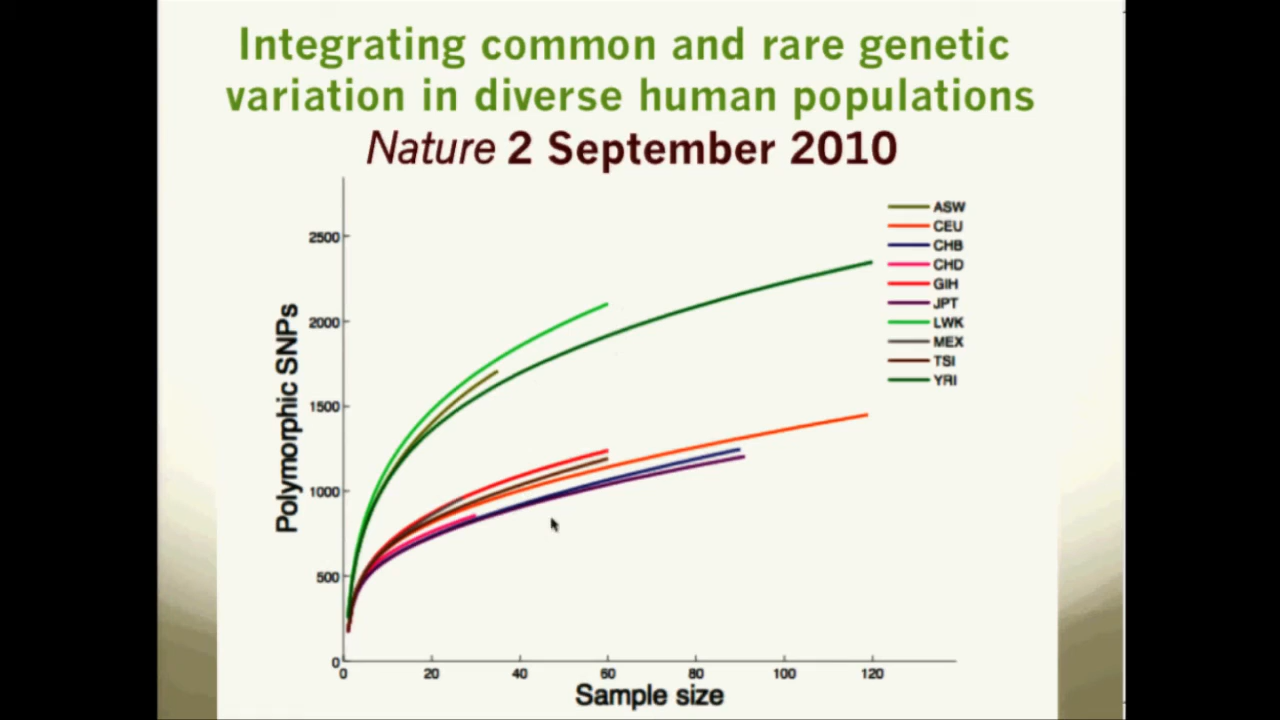 Integrating common and rare genetic
variation in diverse human populations
Nature 2 September 2010
ASW
CEU
CHB
CHD
GIH
JPT
LWK
MEX
TSI
YRI
2500
2000
1500
1000
500
0
Polymorphic SNPs
0 20 40 60 80 100 120
Sample size